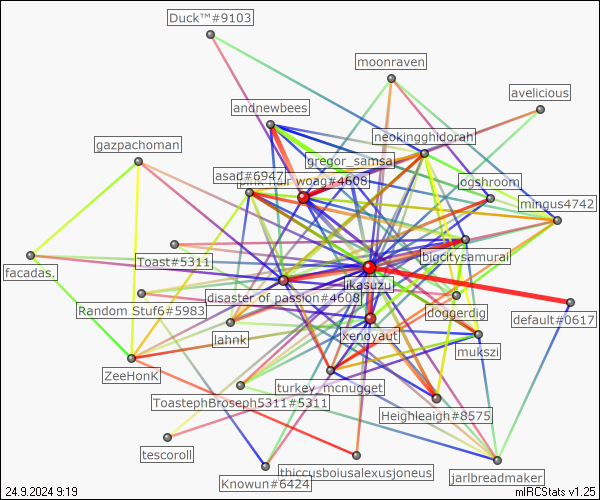 Duck™#9103
moonraven
avelicious
andnewbees
neokingghidorah
gazpachoman
gregor_samsa
asad#6947
woag#4608
ogshroom
mingus4742
bigcitysamurai
Toast#5311
facadas.
likasuzu
disaster of passion#4608
Random Stuf6#5983
doggerdig
default#0617
lahnk
xenoyaut
mukszi
ZeeHonK
turkey_mcnugget
ToastephBroseph5311#5311
Heighleaigh#8575
tescoroll
thiccusboiusalexusjoneus
jarlbreadmaker
Knowun#6424
24.9.2024 9:19
mIRCStats v1.25